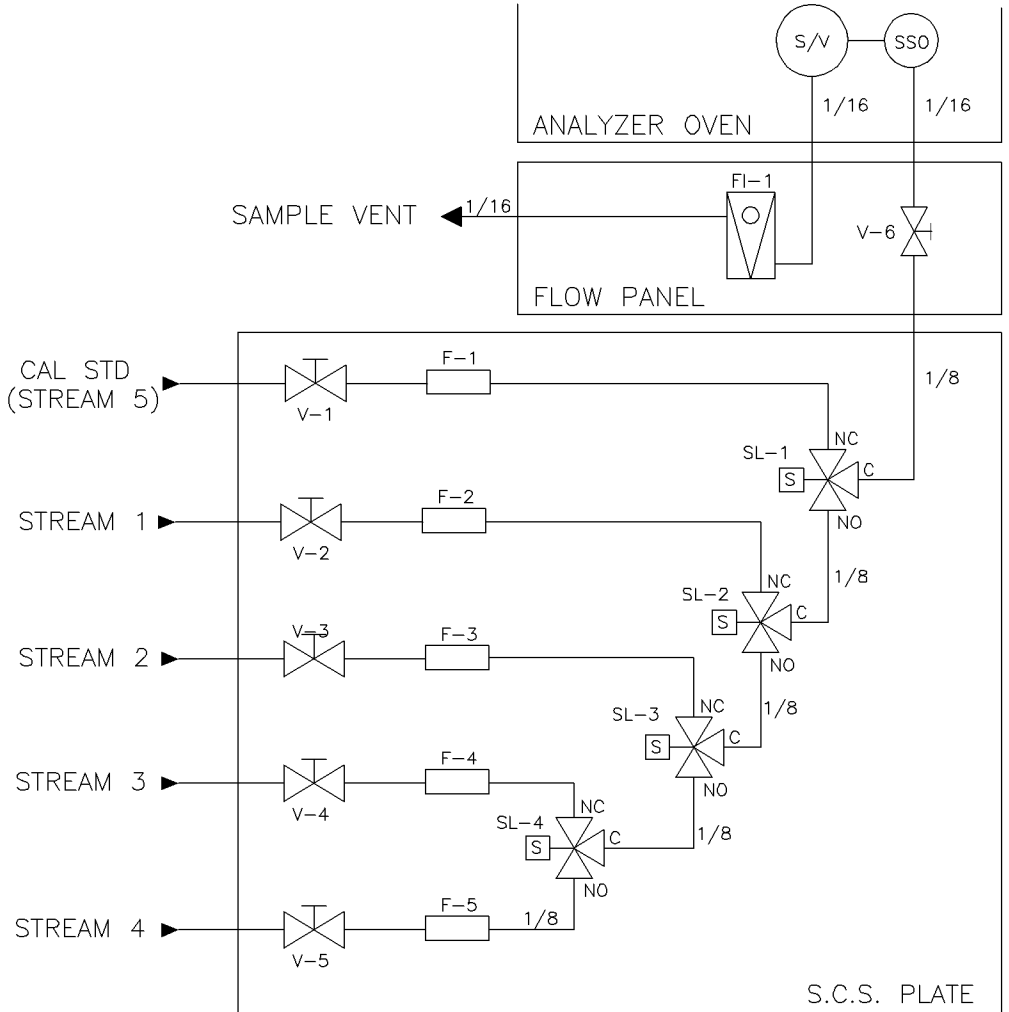 S/V
SSO
1/16
1/16
ANALYZER OVEN
FI-1
SAMPLE VENT
1/16
V-6
FLOW PANEL
F-1
CAL STD
(STREAM 5)
1/8
V-1
NC
SL-1
C
S
F-2
STREAM 1
NO
V-2
1/8
NC
SL-2
C
S
V-3
F-3
STREAM 2
NO
NC
1/8
SL-3
C
S
F-4
STREAM 3
NO
NC
V-4
SL-4
1/8
C
S
NO
F-5
1/8
STREAM 4
V-5
S.C.S. PLATE